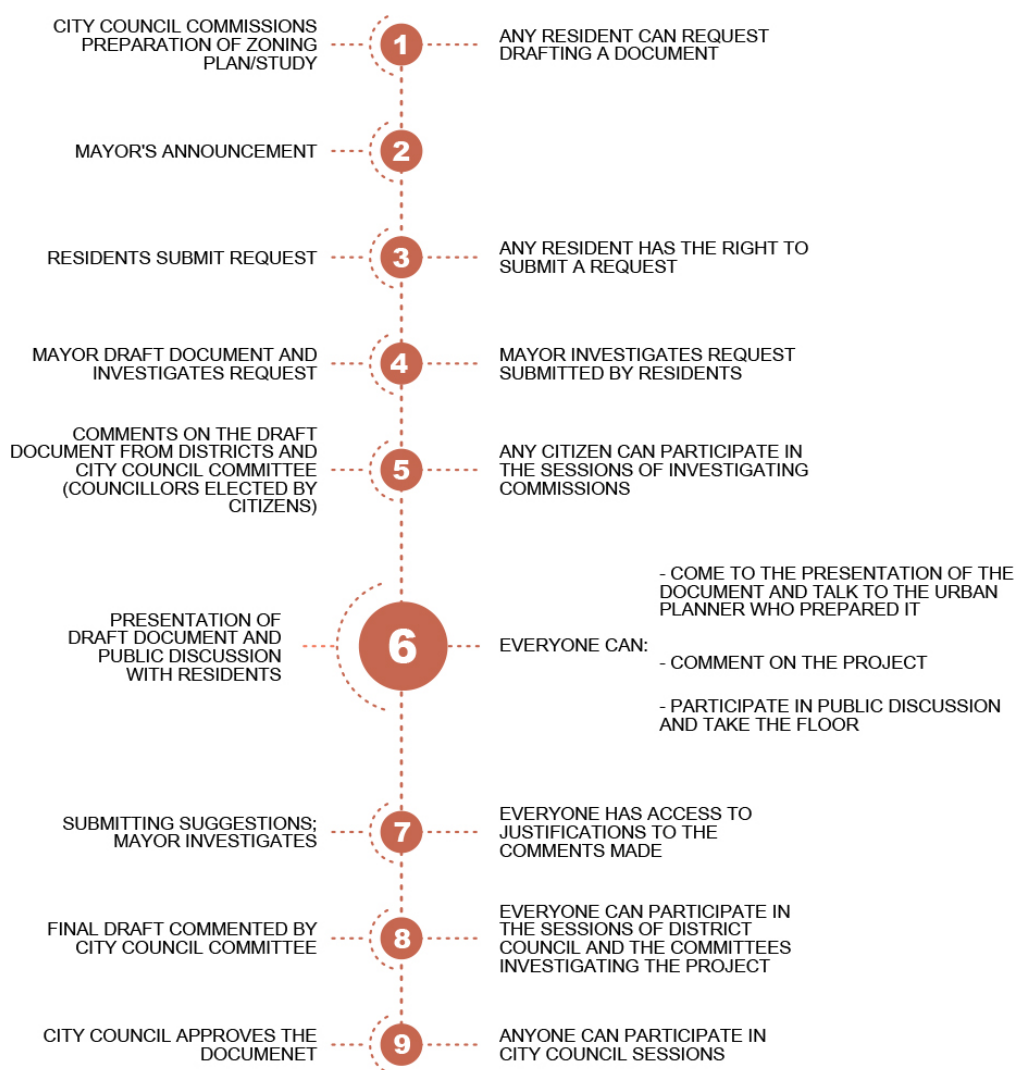 CITY COUNCIL COMMISSIONS
PREPARATION OF ZONING
PLAN/STUDY
1
ANY RESIDENT CAN REQUEST
DRAFTING A DOCUMENT
MAYOR'S ANNOUNCEMENT
2
RESIDENTS SUBMIT REQUEST
3
ANY RESIDENT HAS THE RIGHT TO
SUBMIT A REQUEST
MAYOR DRAFT DOCUMENT AND
INVESTIGATES REQUEST
4
MAYOR INVESTIGATES REQUEST
SUBMITTED BY RESIDENTS
COMMENTS ON THE DRAFT
DOCUMENT FROM DISTRICTS AND
CITY COUNCIL COMMITTEE
(COUNCILLORS ELECTED BY
CITIZENS)
5
ANY CITIZEN CAN PARTICIPATE IN
THE SESSIONS OF INVESTIGATING
COMMISSIONS
PRESENTATION OF
DRAFT DOCUMENT AND
PUBLIC DISCUSSION
WITH RESIDENTS
6
EVERYONE CAN:
- COME TO THE PRESENTATION OF THE
DOCUMENT AND TALK TO THE URBAN
PLANNER WHO PREPARED IT
- COMMENT ON THE PROJECT
- PARTICIPATE IN PUBLIC DISCUSSION
AND TAKE THE FLOOR
SUBMITTING SUGGESTIONS;
MAYOR INVESTIGATES
7
EVERYONE HAS ACCESS TO
JUSTIFICATIONS TO THE
COMMENTS MADE
FINAL DRAFT COMMENTED BY
CITY COUNCIL COMMITTEE
8
EVERYONE CAN PARTICIPATE IN
THE SESSIONS OF DISTRICT
COUNCIL AND THE COMMITTEES
INVESTIGATING THE PROJECT
CITY COUNCIL APPROVES THE
DOCUMENET
9
ANYONE CAN PARTICIPATE IN
CITY COUNCIL SESSIONS